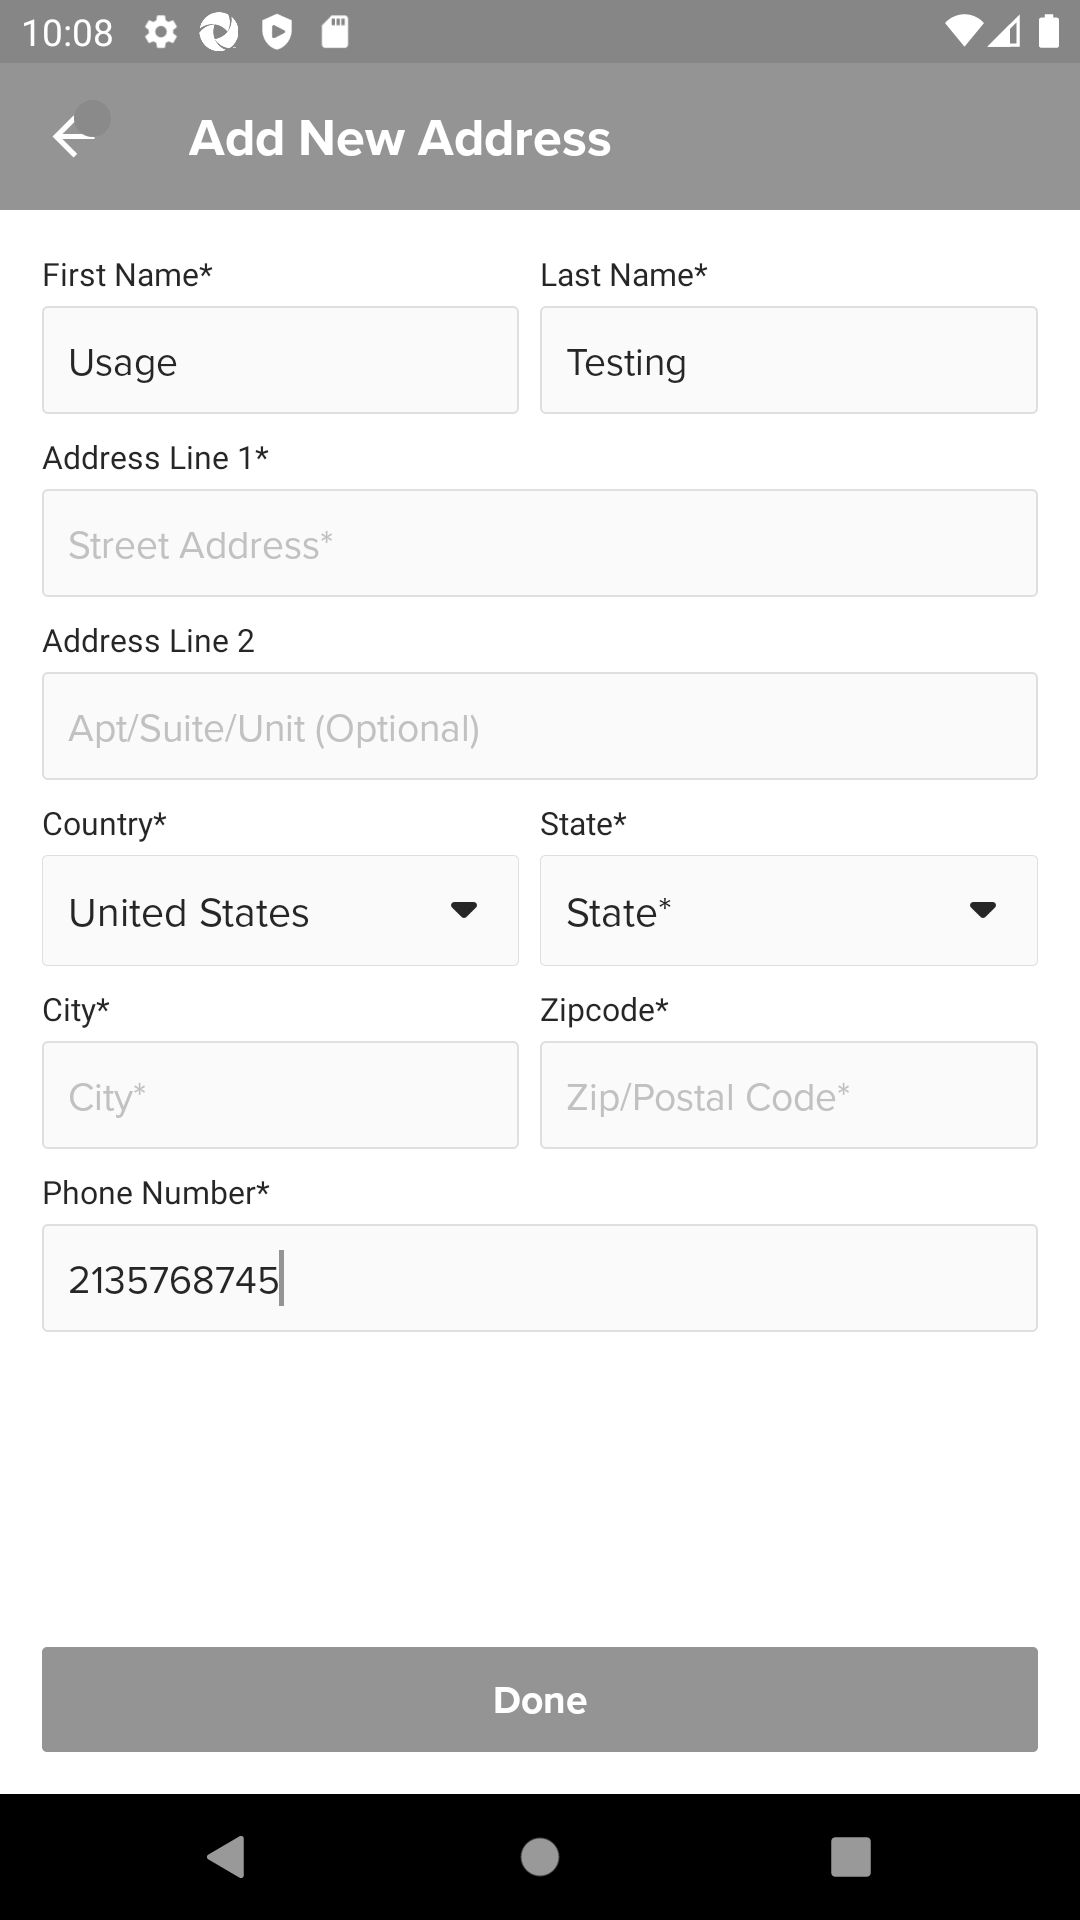 10:08
Add New Address
First Name* Last Name*
Usage Testing
Address Line 1*
Street Address*
Address Line 2
Apt/Suite/Unit (Optional)
Country* State*
United States State*
City* Zipcode*
City* Zip/Postal Code*
Phone Number*
2135768745
Done